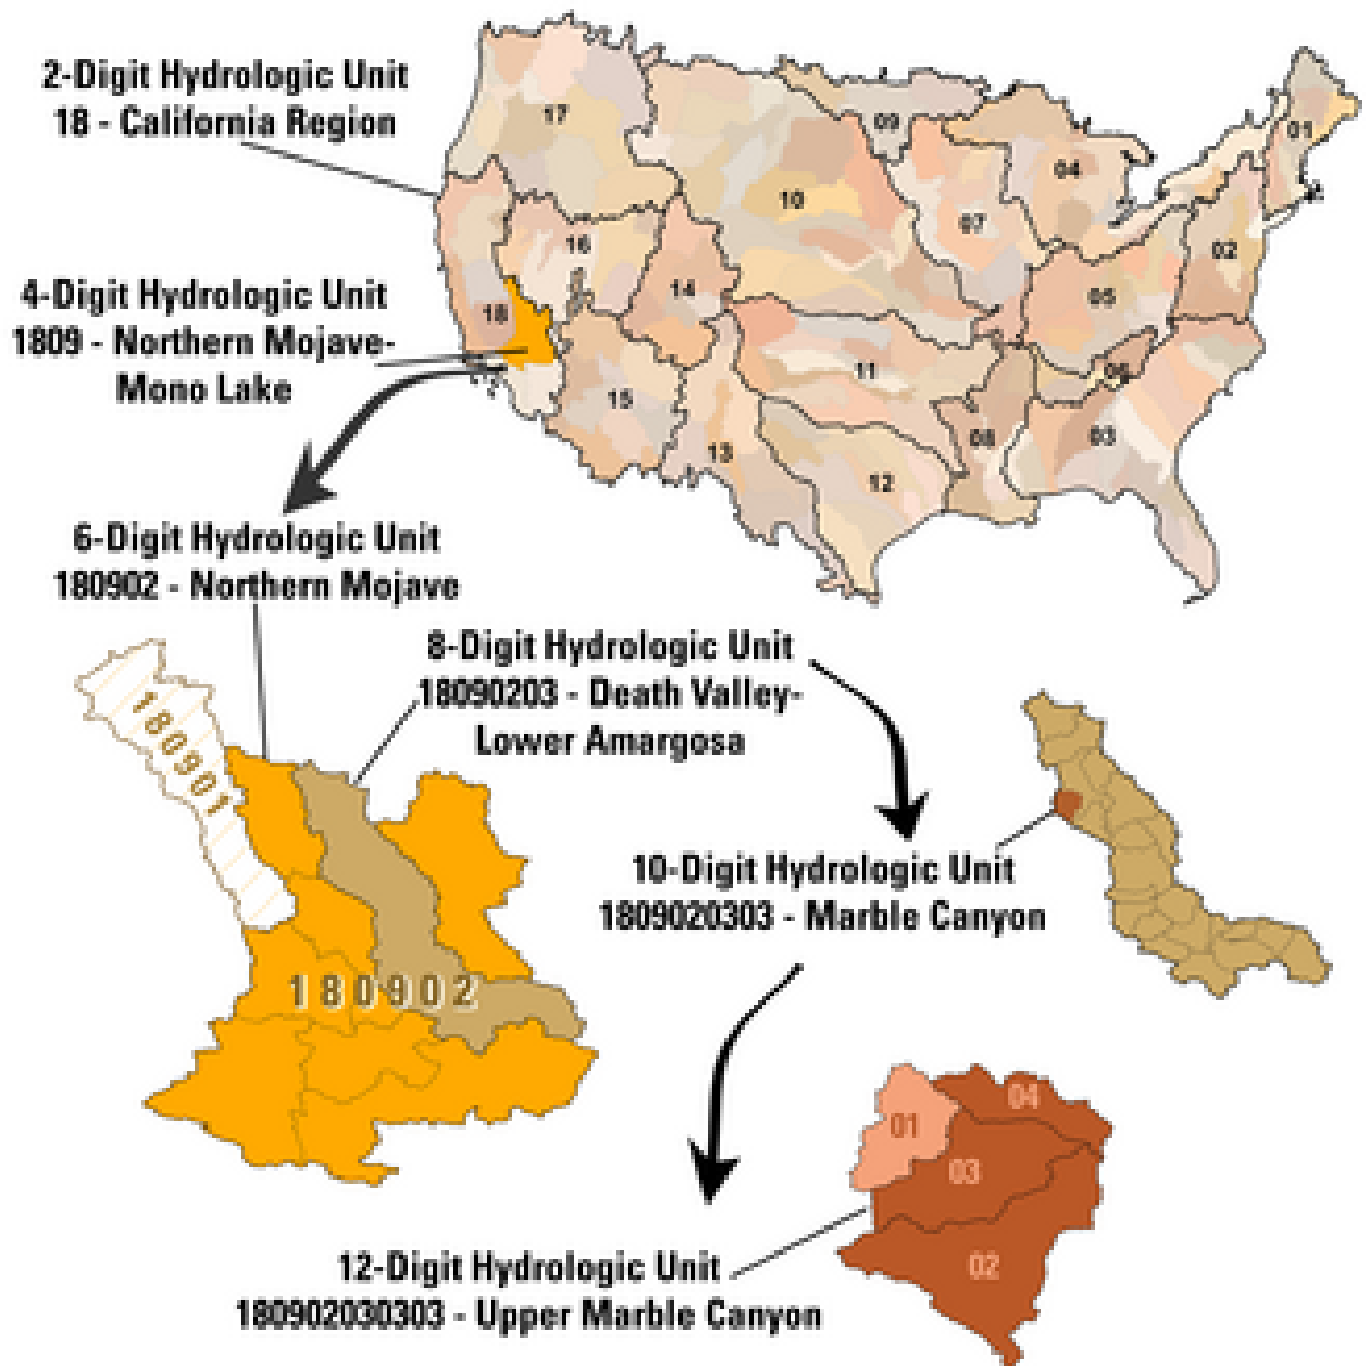 2-Digit Hydrologic Unit
18 - California Region
17
09
01
04
10
07
02
16
14
05
18
4-Digit Hydrologic Unit
1809 - Northern Mojave-
Mono Lake
11
06
15
08
03
13
12
6-Digit Hydrologic Unit
180902 - Northern Mojave
8-Digit Hydrologic Unit
18090203 - Death Valley-
Lower Amargosa
180901
10-Digit Hydrologic Unit
1809020303 - Marble Canyon
180902
04
01
03
02
12-Digit Hydrologic Unit
180902030303 - Upper Marble Canyon